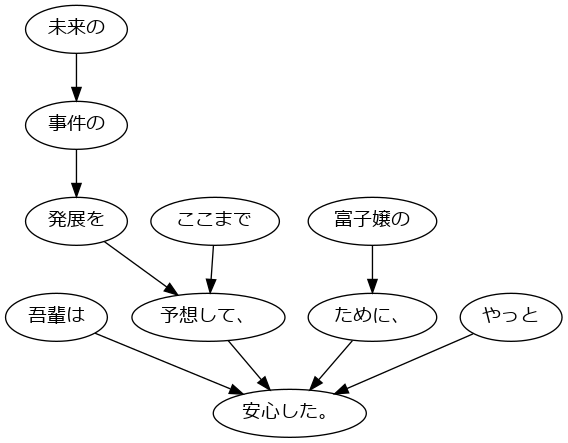 未来の
事件の
発展を
ここまで
富子嬢の
吾輩は
予想して、
ために、
やっと
安心した。